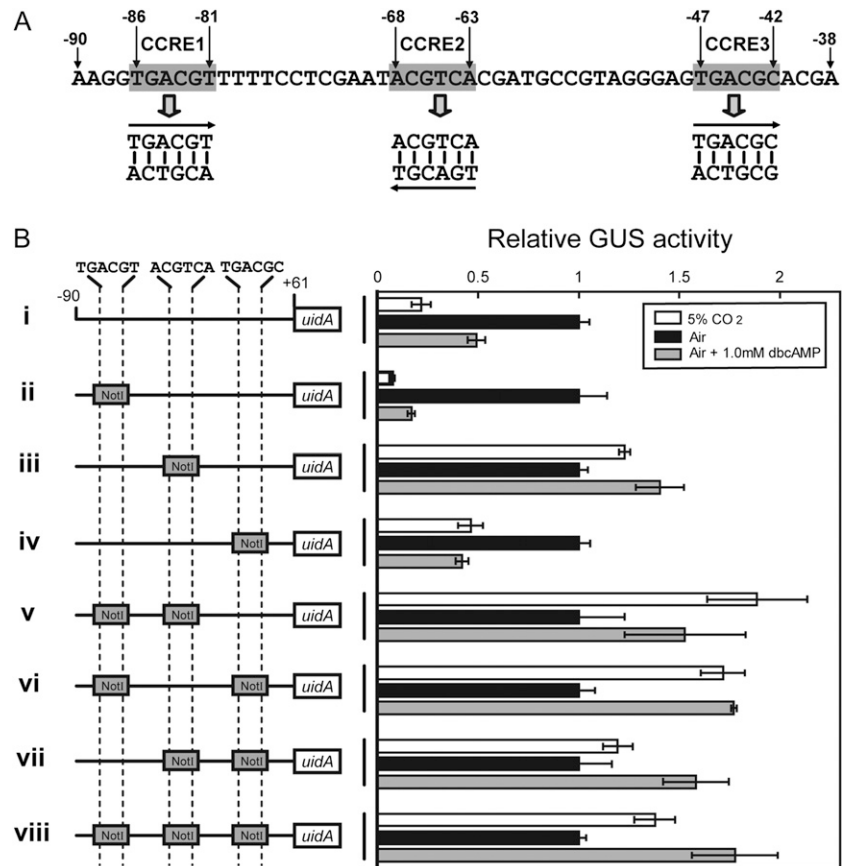 A
-90 -86 -81 -68 -63 -47 -42 -38
CCRE1 CCRE2 CCRE3
AAGGTGACGTTTTTCCTCGAATACGTCACGATGCCGTAGGGAGTGACGCACGA
TGACGT ACGTCA TGACGC
ACTGCA TGCAGT ACTGCG
B
Relative GUS activity
TGACGT ACGTCA TGACGC
-90 +61
0 0.5 1 1.5 2
5% CO 2
Air
Air + 1.0mM dbcAMP
i uidA
ii NotI uidA
iii NotI uidA
iv NotI uidA
v NotI NotI uidA
vi NotI NotI uidA
vii NotI NotI uidA
viii NotI NotI NotI uidA